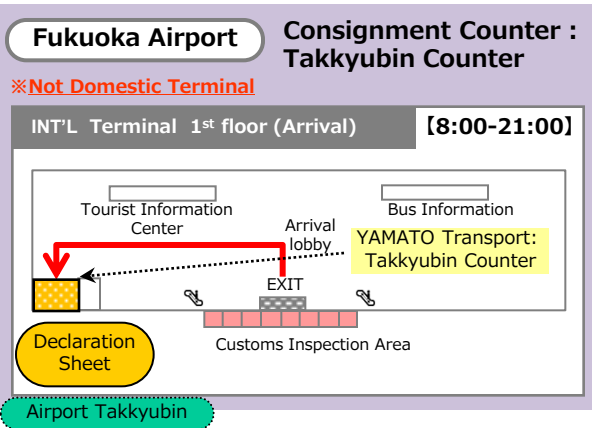 Fukuoka Airport
Consignment Counter :
Takkyubin Counter
※Not Domestic Terminal
INT'L Terminal 1st floor (Arrival)
【8:00-21:00】
Tourist Information
Center
Arrival
lobby
Bus Information
YAMATO Transport:
Takkyubin Counter
EXIT
Customs Inspection Area
Declaration
Sheet
Airport Takkyubin